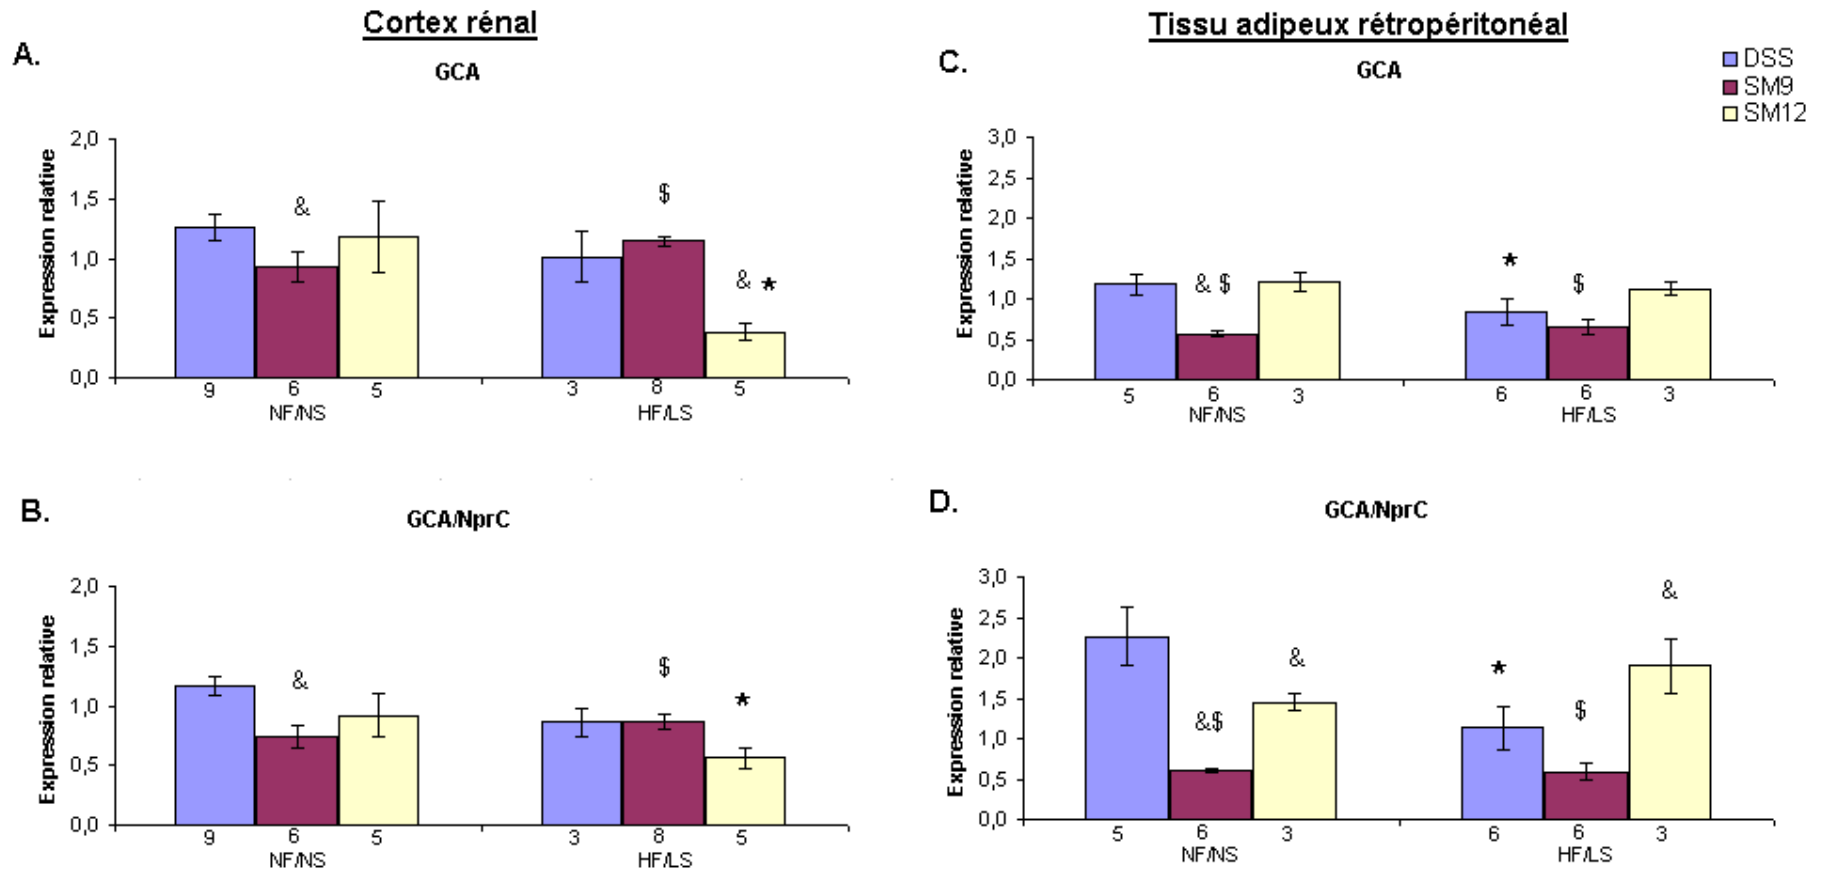 Cortex rénal
A.
GCA
Expression relative
2,0
1,5
1,0
0,5
0,0
&
$
& *
9 6 5 3 8 5
NF/NS HF/LS
B.
GCA/NprC
Expression relative
2,0
1,5
1,0
0,5
0,0
&
$
*
9 6 5 3 8 5
NF/NS HF/LS
Tissu adipeux rétropéritonéal
C.
GCA
DSS
SM9
SM12
Expression relative
3,0
2,5
2,0
1,5
1,0
0,5
0,0
& $
*
$
5 6 3 6 6 3
NF/NS HF/LS
D.
GCA/NprC
Expression relative
3,0
2,5
2,0
1,5
1,0
0,5
0,0
&$
&
*
$
&
5 6 3 6 6 3
NF/NS HF/LS